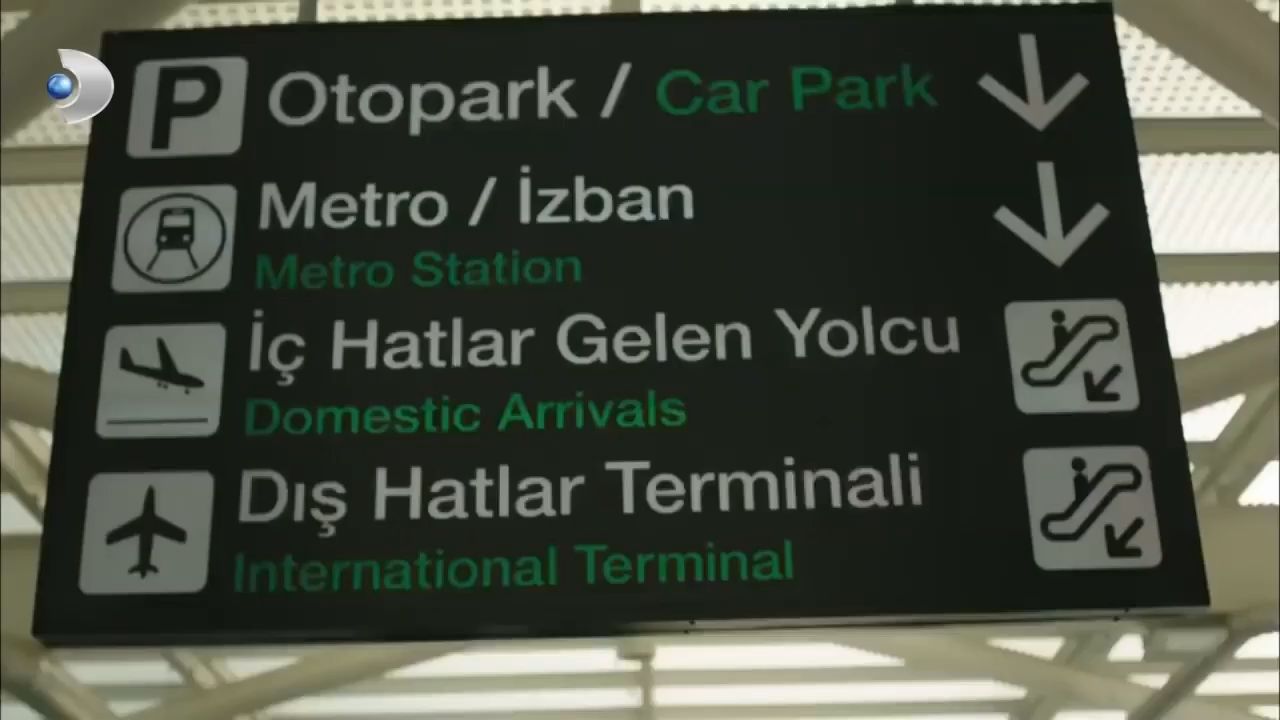 P Otopark / Car Park
Metro / İzban
Metro Station
İç Hatlar Gelen Yolcu
Domestic Arrivals
Dış Hatlar Terminali
International Terminal